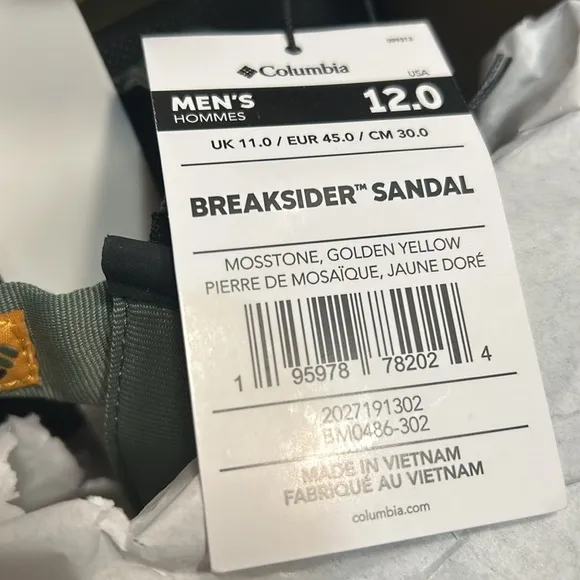 Columbia
USA
MEN'S 12.0
HOMMES
UK 11.0 / EUR 45.0 / CM 30.0
BREAKSIDER™ SANDAL
MOSSTONE, GOLDEN YELLOW
PIERRE DE MOSAÏQUE, JAUNE DORÉ
1 95978 78202 4
2027191302
BM0486-302
MADE IN VIETNAM
FABRIQUÉ AU VIETNAM
columbia.com